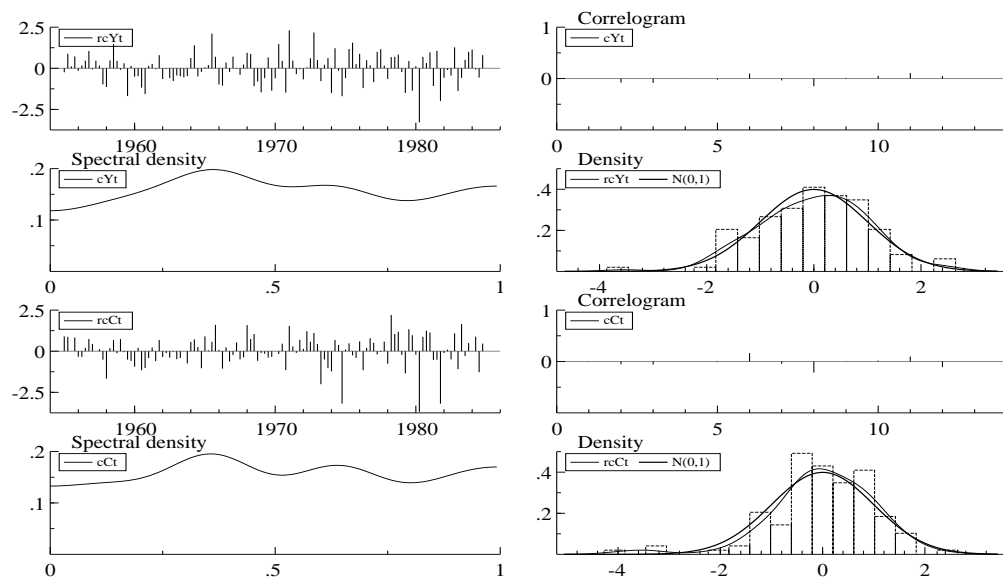 2.5
0
-2.5
rcYt
1960 1970 1980
Correlogram
1
0
-1
cYt
0 5 10
Spectral density
.2
.1
cYt
0 .5 1
Density
.4
.2
rcYt N(0,1)
-4 -2 0 2
2.5
0
-2.5
rcCt
1960 1970 1980
Correlogram
1
0
-1
cCt
0 5 10
Spectral density
.2
.1
cCt
0 .5 1
Density
.4
.2
rcCt N(0,1)
-4 -2 0 2